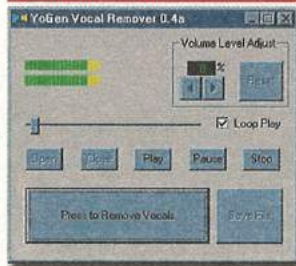 YoGen Vocal Remover 0.4a
Volume Level Adjust
%
Reset
Loop Play
Open
Close
Play
Pause
Stop
Press to Remove Vocals
Save File